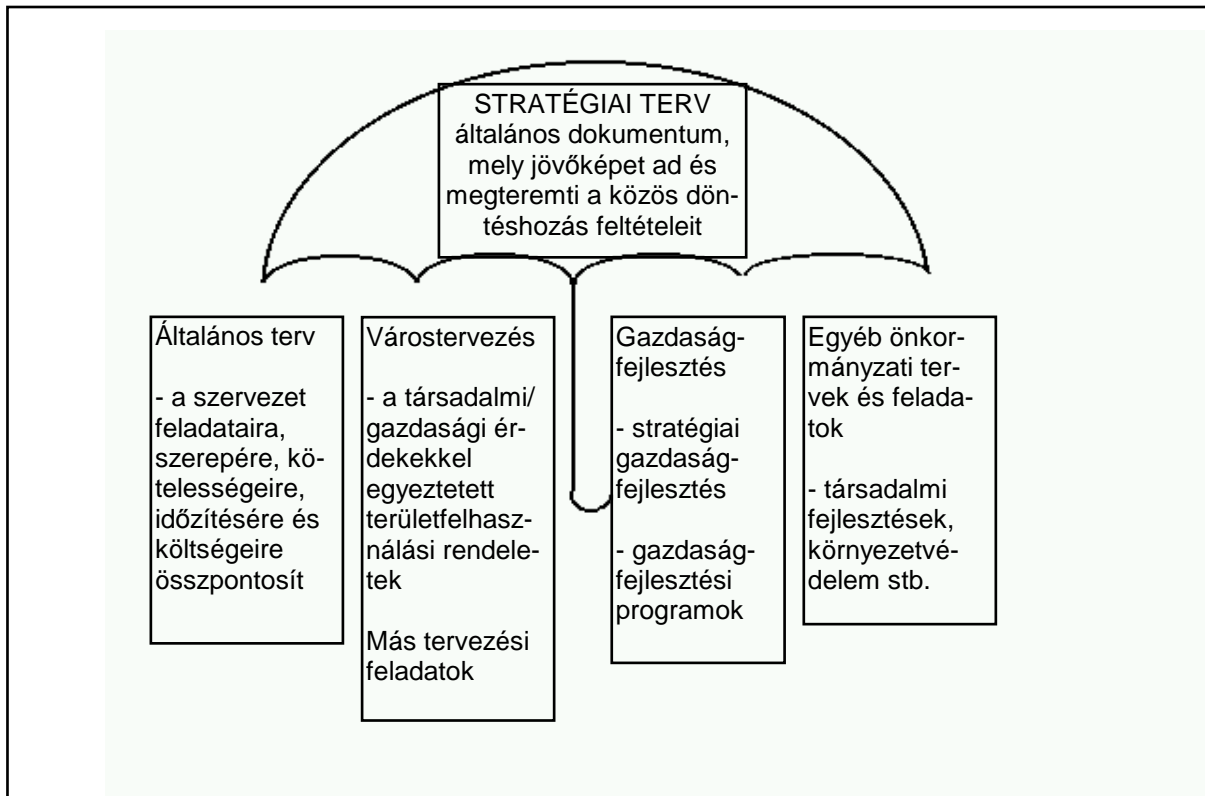 STRATÉGIAI TERV
általános dokumentum,
mely jövőképet ad és
megteremti a közös dön-
téshozás feltételeit
Általános terv
- a szervezet
feladataira,
szerepére, kö-
telességeire,
időzítésére és
költségeire
összpontosít
Várostervezés
- a társadalmi/
gazdasági ér-
dekekkel
egyeztetett
területfelhasz-
nálási rendele-
tek
Más tervezési
feladatok
Gazdaság-
fejlesztés
- stratégiai
gazdaság-
fejlesztés
- gazdaság-
fejlesztési
programok
Egyéb önkor-
mányzati ter-
vek és felada-
tok
- társadalmi
fejlesztések,
környezetvé-
delem stb.